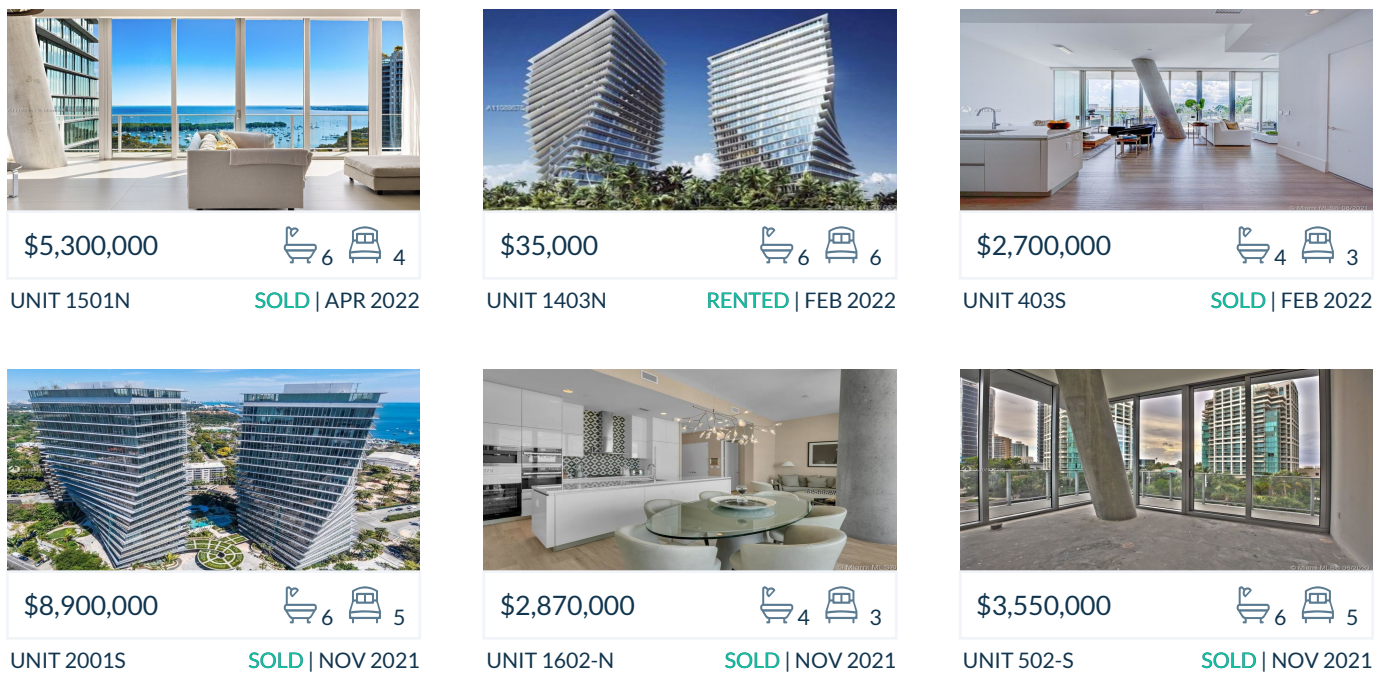 $5,300,000 6 4
UNIT 1501N SOLD | APR 2022
$35,000 6 6
UNIT 1403N RENTED | FEB 2022
$2,700,000 4 3
UNIT 403S SOLD | FEB 2022
$8,900,000 6 5
UNIT 2001S SOLD | NOV 2021
$2,870,000 4 3
UNIT 1602-N SOLD | NOV 2021
$3,550,000 6 5
UNIT 502-S SOLD | NOV 2021